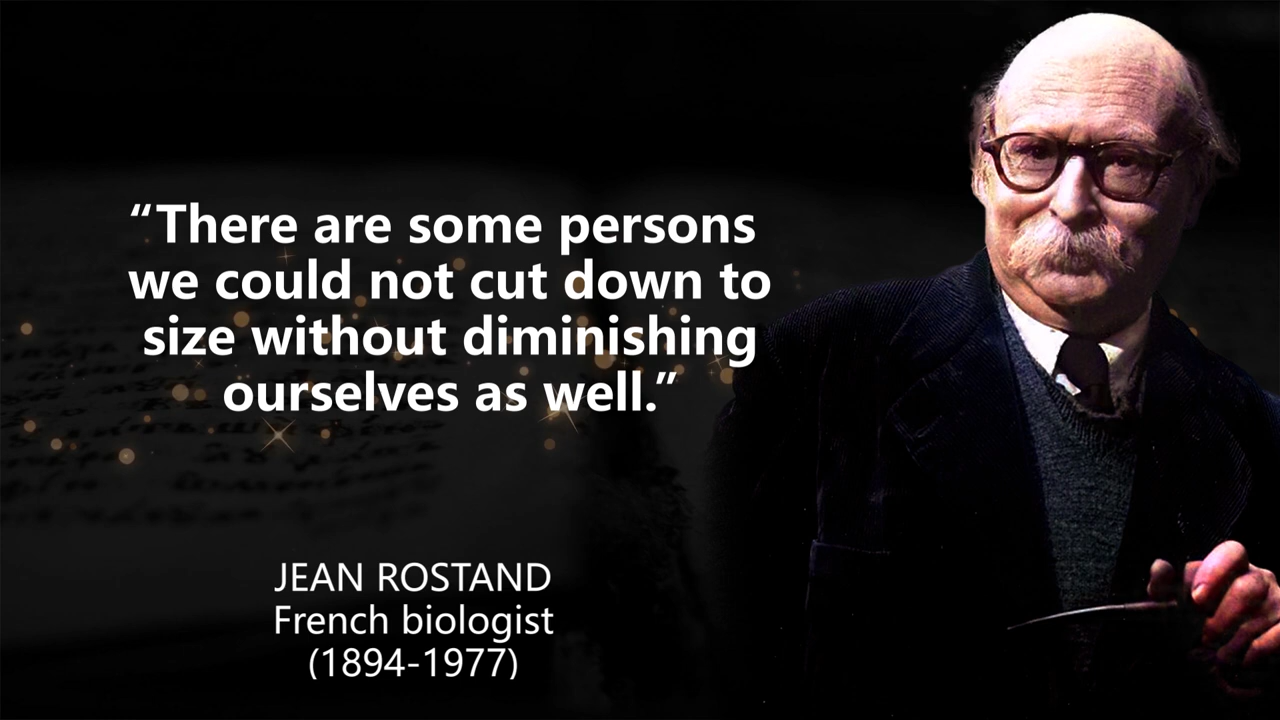 “There are some persons
we could not cut down to
size without diminishing
ourselves as well.”
JEAN ROSTAND
French biologist
(1894-1977)